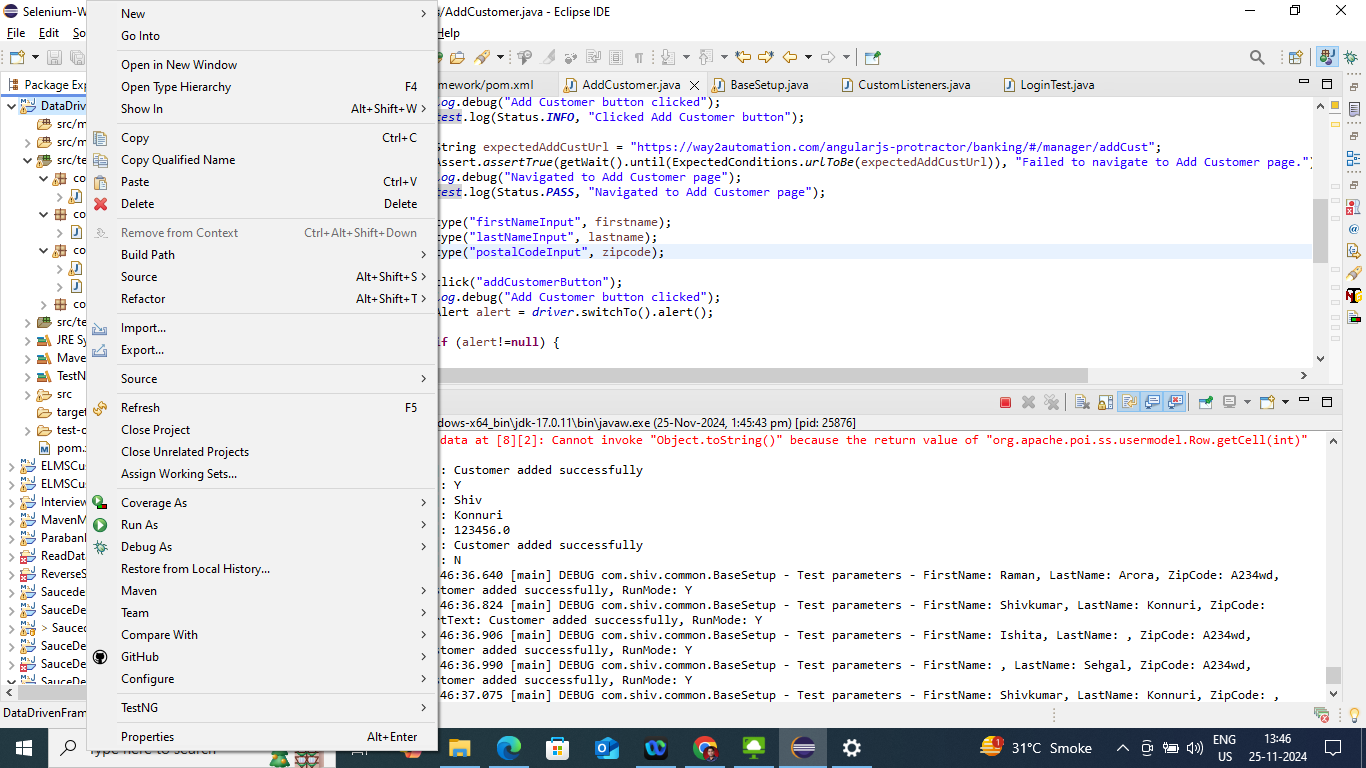 Selenium-W
#/AddCustomer.java - Eclipse IDE
File Edit So
Help
Package Exp
mework/pom.xml
AddCustomer.java
BaseSetup.java
CustomListeners.java
LoginTest.java
DataDriv
src/m
src/m
src/te
co
co
co
co
src/te
JRE Sy
Mave
TestN
src
target
test-o
pom.
ELMSCu
ELMSCu
Interview
MavenM
Paraban
ReadDat
ReverseS
Saucede
SauceDe
> Sauced
SauceDe
SauceDe
SauceDe
DataDrivenFram
New
Go Into
Open in New Window
Open Type Hierarchy F4
Show In Alt+Shift+W
Copy Ctrl+C
Copy Qualified Name
Paste Ctrl+V
Delete Delete
Remove from Context Ctrl+Alt+Shift+Down
Build Path
Source Alt+Shift+S
Refactor Alt+Shift+T
Import...
Export...
Source
Refresh F5
Close Project
Close Unrelated Projects
Assign Working Sets...
Coverage As
Run As
Debug As
Restore from Local History...
Maven
Team
Compare With
GitHub
Configure
TestNG
Properties Alt+Enter
log.debug("Add Customer button clicked");
test.log(Status.INFO, "Clicked Add Customer button");
String expectedAddCustUrl = "https://way2automation.com/angularjs-protractor/banking/#/manager/addCust";
Assert.assertTrue(getWait().until(ExpectedConditions.urlToBe(expectedAddCustUrl)), "Failed to navigate to Add Customer page.")
log.debug("Navigated to Add Customer page");
test.log(Status.PASS, "Navigated to Add Customer page");
type("firstNameInput", firstname);
type("lastNameInput", lastname);
type("postalCodeInput", zipcode);
click("addCustomerButton");
log.debug("Add Customer button clicked");
Alert alert = driver.switchTo().alert();
if (alert!=null) {
dows-x64_bin\jdk-17.0.11\bin\javaw.exe (25-Nov-2024, 1:45:43 pm) [pid: 25876]
data at [8][2]: Cannot invoke "Object.toString()" because the return value of "org.apache.poi.ss.usermodel.Row.getCell(int)"
: Customer added successfully
: Y
: Shiv
: Konnuri
: 123456.0
: Customer added successfully
: N
46:36.640 [main] DEBUG com.shiv.common.BaseSetup - Test parameters - FirstName: Raman, LastName: Arora, ZipCode: A234wd,
tomer added successfully, RunMode: Y
46:36.824 [main] DEBUG com.shiv.common.BaseSetup - Test parameters - FirstName: Shivkumar, LastName: Konnuri, ZipCode:
rtText: Customer added successfully, RunMode: Y
46:36.906 [main] DEBUG com.shiv.common.BaseSetup - Test parameters - FirstName: Ishita, LastName: , ZipCode: A234wd,
tomer added successfully, RunMode: Y
46:36.990 [main] DEBUG com.shiv.common.BaseSetup - Test parameters - FirstName: , LastName: Sehgal, ZipCode: A234wd,
tomer added successfully, RunMode: Y
46:37.075 [main] DEBUG com.shiv.common.BaseSetup - Test parameters - FirstName: Shivkumar, LastName: Konnuri, ZipCode: ,
Type here to search
31°C Smoke
ENG
US
13:46
25-11-2024